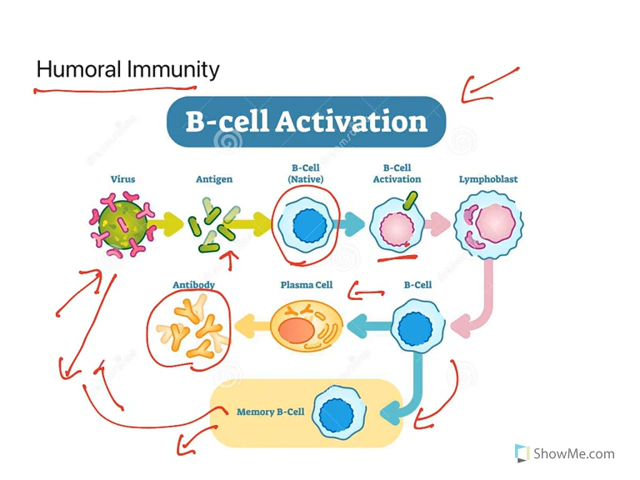 Humoral Immunity
B-cell Activation
Virus
Antigen
B-Cell
(Native)
B-Cell
Activation
Lymphoblast
Antibody
Plasma Cell
B-Cell
Memory B-Cell
ShowMe.com